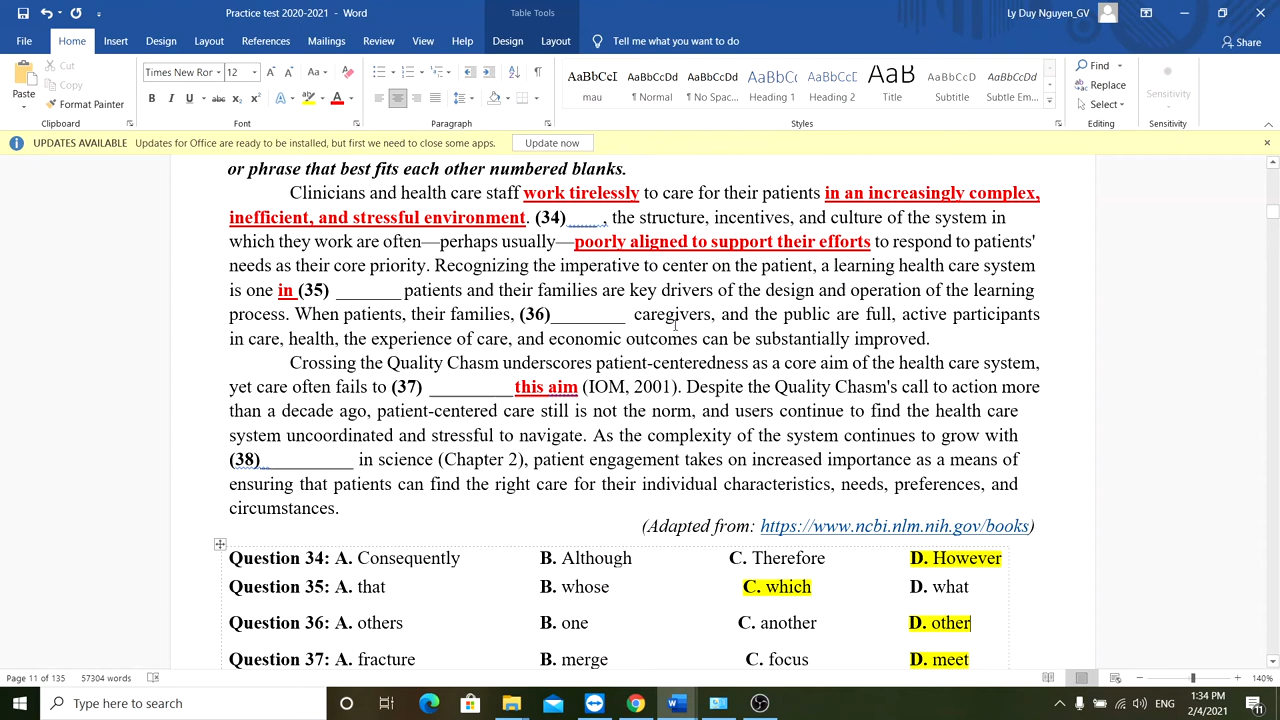 Practice test 2020-2021 - Word
Table Tools
Ly Duy Nguyen_GV
File Home Insert Design Layout References Mailings Review View Help Design Layout Tell me what you want to do Share
Paste
Cut
Copy
Format Painter
Clipboard
Times New Ror 12
Font
Paragraph
AaBbCcI AaBbCcDd AaBbCcDd AaBbCc AaBbCcI AaB AaBbCcD AaBbCcDd
mau ¶ Normal ¶ No Spac... Heading 1 Heading 2 Title Subtitle Subtle Em...
Styles
Find
Replace
Select
Editing
Sensitivity
Sensitivity
UPDATES AVAILABLE Updates for Office are ready to be installed, but first we need to close some apps. Update now
or phrase that best fits each other numbered blanks.
Clinicians and health care staff work tirelessly to care for their patients in an increasingly complex,
inefficient, and stressful environment. (34)____, the structure, incentives, and culture of the system in
which they work are often—perhaps usually—poorly aligned to support their efforts to respond to patients'
needs as their core priority. Recognizing the imperative to center on the patient, a learning health care system
is one in (35) _______ patients and their families are key drivers of the design and operation of the learning
process. When patients, their families, (36)________ caregivers, and the public are full, active participants
in care, health, the experience of care, and economic outcomes can be substantially improved.
Crossing the Quality Chasm underscores patient-centeredness as a core aim of the health care system,
yet care often fails to (37) _________this aim (IOM, 2001). Despite the Quality Chasm's call to action more
than a decade ago, patient-centered care still is not the norm, and users continue to find the health care
system uncoordinated and stressful to navigate. As the complexity of the system continues to grow with
(38)__________ in science (Chapter 2), patient engagement takes on increased importance as a means of
ensuring that patients can find the right care for their individual characteristics, needs, preferences, and
circumstances.
(Adapted from: https://www.ncbi.nlm.nih.gov/books)
Question 34: A. Consequently B. Although C. Therefore D. However
Question 35: A. that B. whose C. which D. what
Question 36: A. others B. one C. another D. other
Question 37: A. fracture B. merge C. focus D. meet
Page 11 of 135 57304 words 140%
Type here to search
ENG
1:34 PM
2/4/2021
11